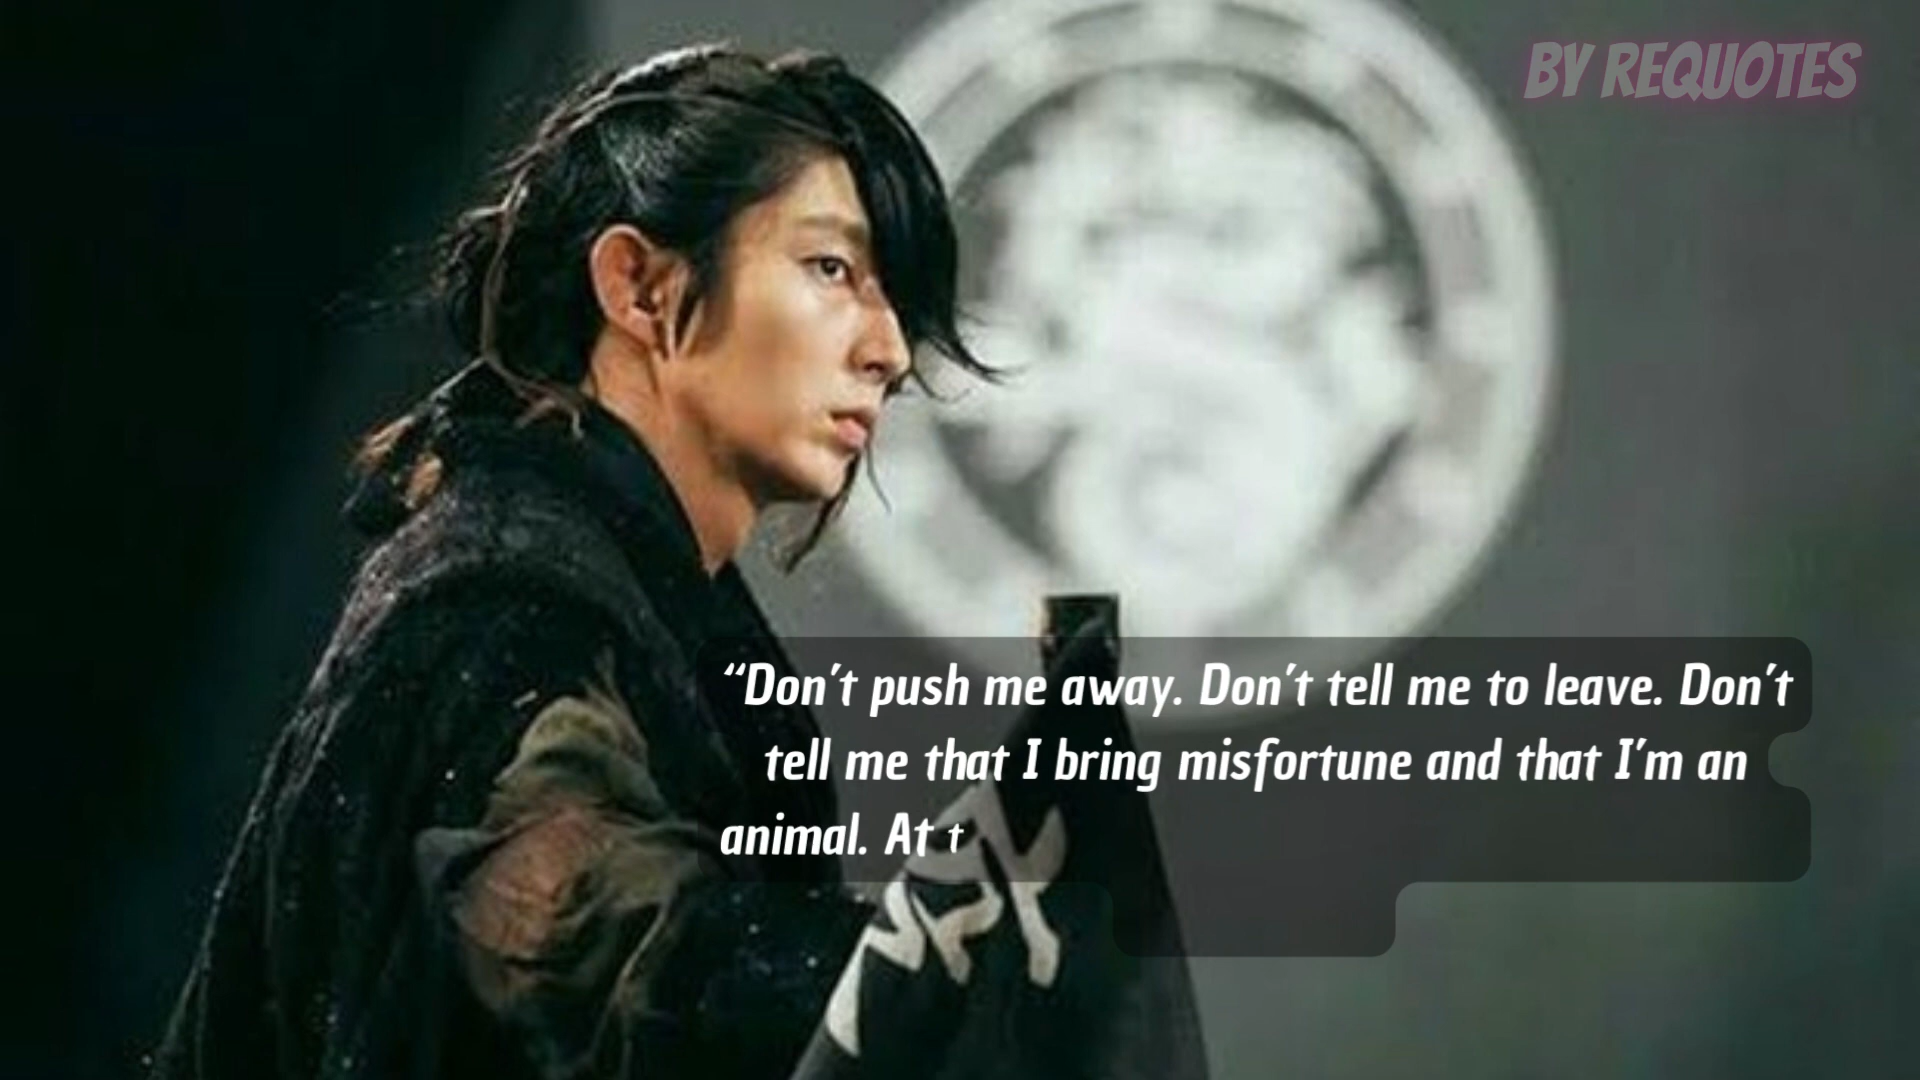 BY REQUOTES
“Don’t push me away. Don’t tell me to leave. Don’t
tell me that I bring misfortune and that I’m an
animal. At t